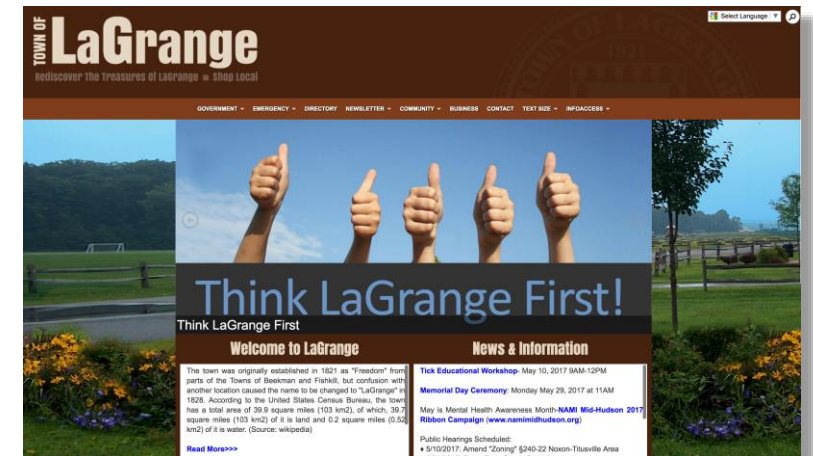 TOWN OF
LaGrange
Rediscover The Treasures Of LaGrange
Shop Local
Select Language ▼
GOVERNMENT EMERGENCY DIRECTORY NEWSLETTER COMMUNITY BUSINESS CONTACT TEXT SIZE INFOACCESS
Think LaGrange First!
Think LaGrange First
Welcome to LaGrange
The town was originally established in 1821 as "Freedom" from
parts of the Towns of Beekman and Fishkill, but confusion with
another location caused the name to be changed to "LaGrange" in
1828. According to the United States Census Bureau, the town
has a total area of 39.9 square miles (103 km2), of which, 39.7
square miles (103 km2) of it is land and 0.2 square miles (0.52
km2) of it is water. (Source: wikipedia)
Read More>>>
News & Information
Tick Educational Workshop- May 10, 2017 9AM-12PM
Memorial Day Ceremony: Monday May 29, 2017 at 11AM
May is Mental Health Awareness Month-NAMI Mid-Hudson 2017
Ribbon Campaign (www.namimidhudson.org)
Public Hearings Scheduled:
♦ 5/10/2017: Amend "Zoning" §240-22 Noxon-Titusville Area